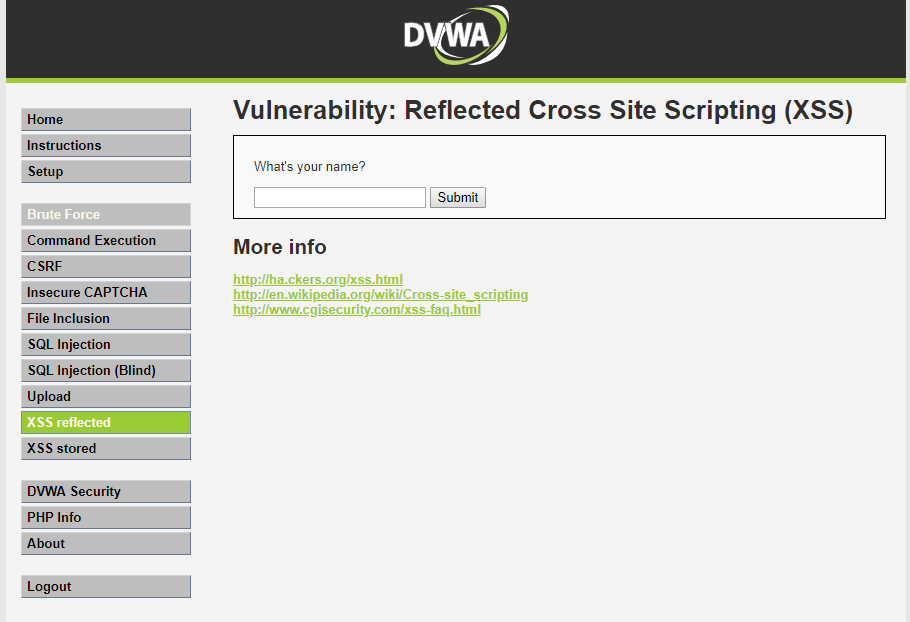 DVWA
Home
Instructions
Setup
Brute Force
Command Execution
CSRF
Insecure CAPTCHA
File Inclusion
SQL Injection
SQL Injection (Blind)
Upload
XSS reflected
XSS stored
DVWA Security
PHP Info
About
Logout
Vulnerability: Reflected Cross Site Scripting (XSS)
What's your name?
Submit
More info
http://ha.ckers.org/xss.html
http://en.wikipedia.org/wiki/Cross-site_scripting
http://www.cgisecurity.com/xss-faq.html